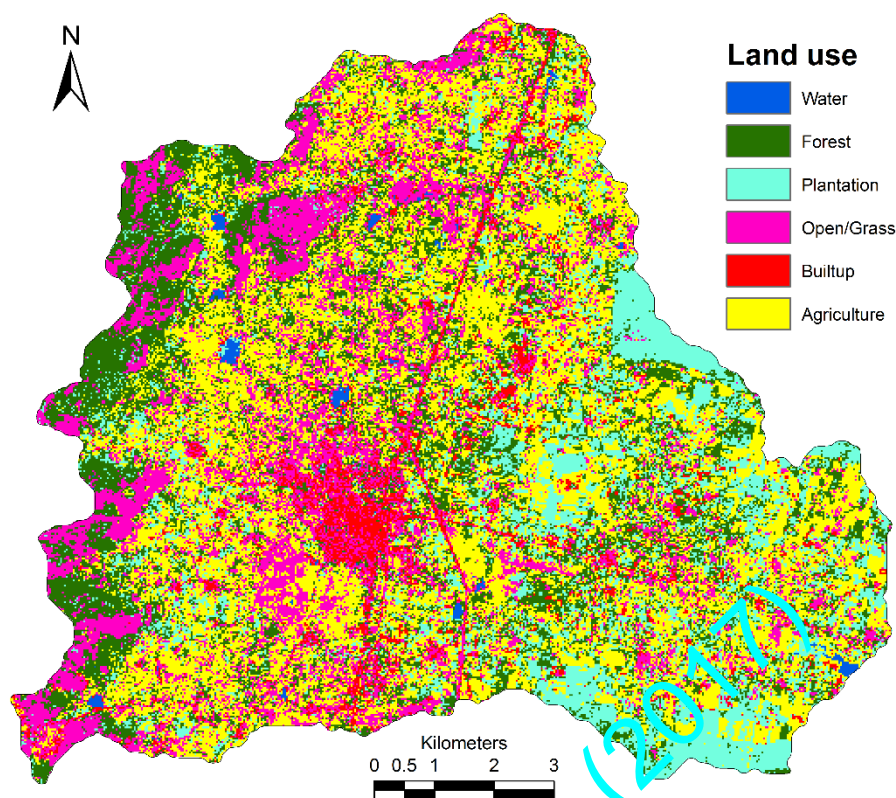 N
Land use
Water
Forest
Plantation
Open/Grass
Builtup
Agriculture
(2017)
Kilometers
0 0.5 1 2 3